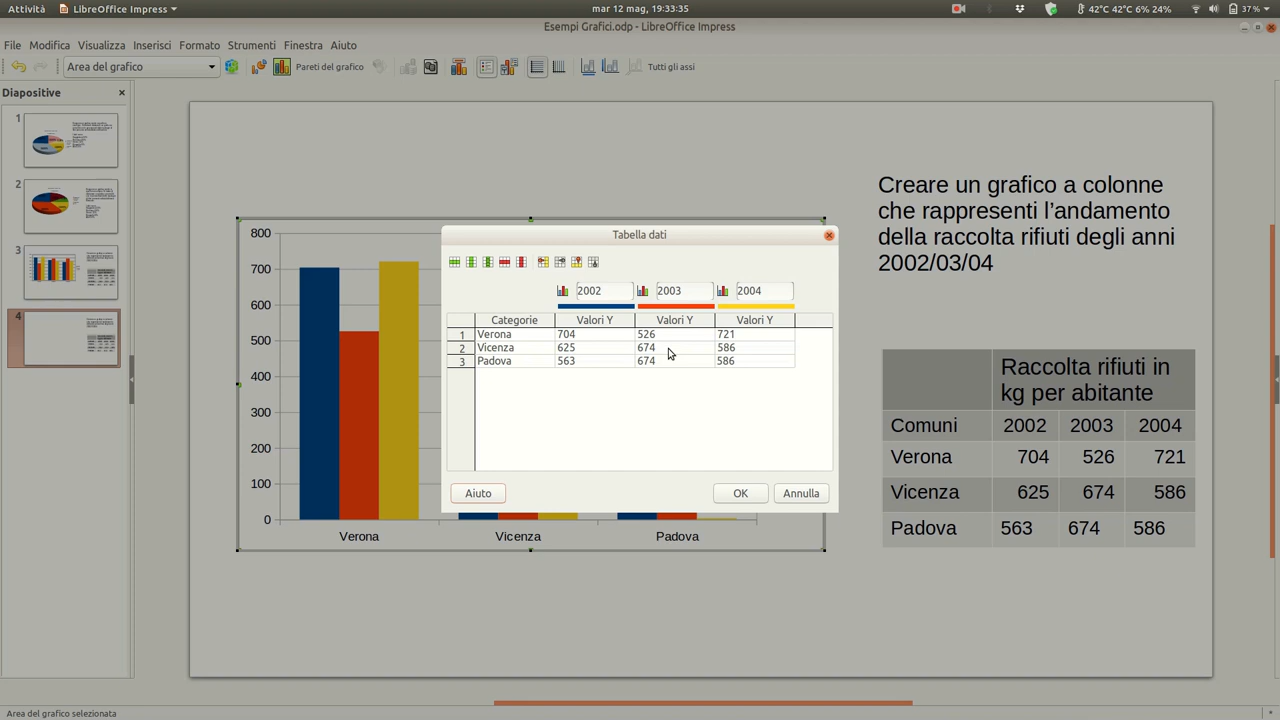 Attività LibreOffice Impress mar 12 mag, 19:33:35 42°C 42°C 6% 24% 37 %
Esempi Grafici.odp - LibreOffice Impress
File Modifica Visualizza Inserisci Formato Strumenti Finestra Aiuto
Area del grafico Pareti del grafico Tutti gli assi
Diapositive
1
2
3
4
800
700
600
500
400
300
200
100
0
Verona Vicenza Padova
Tabella dati
2002 2003 2004
Categorie Valori Y Valori Y Valori Y
1 Verona 704 526 721
2 Vicenza 625 674 586
3 Padova 563 674 586
Aiuto OK Annulla
Creare un grafico a colonne
che rappresenti l’andamento
della raccolta rifiuti degli anni
2002/03/04
Raccolta rifiuti in
kg per abitante
Comuni 2002 2003 2004
Verona 704 526 721
Vicenza 625 674 586
Padova 563 674 586
Area del grafico selezionata